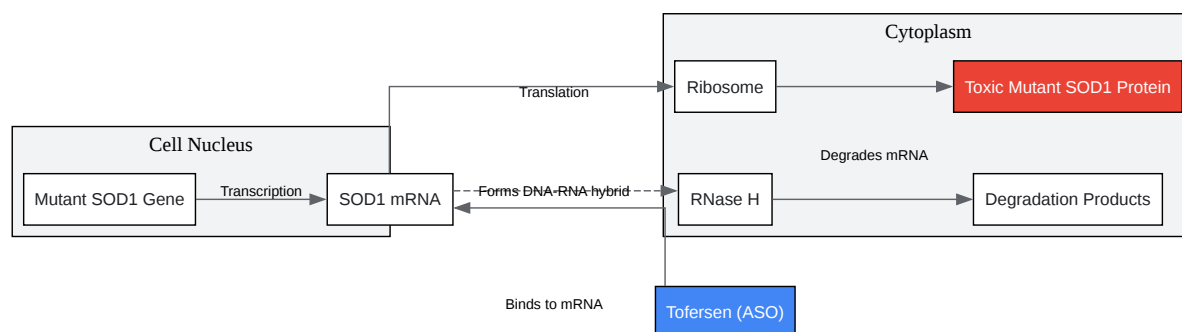 Cytoplasm
Translation
Ribosome
Toxic Mutant SOD1 Protein
Cell Nucleus
Degrades mRNA
Mutant SOD1 Gene
Transcription
SOD1 mRNA
Forms DNA-RNA hybrid
RNase H
Degradation Products
Binds to mRNA
Tofersen (ASO)